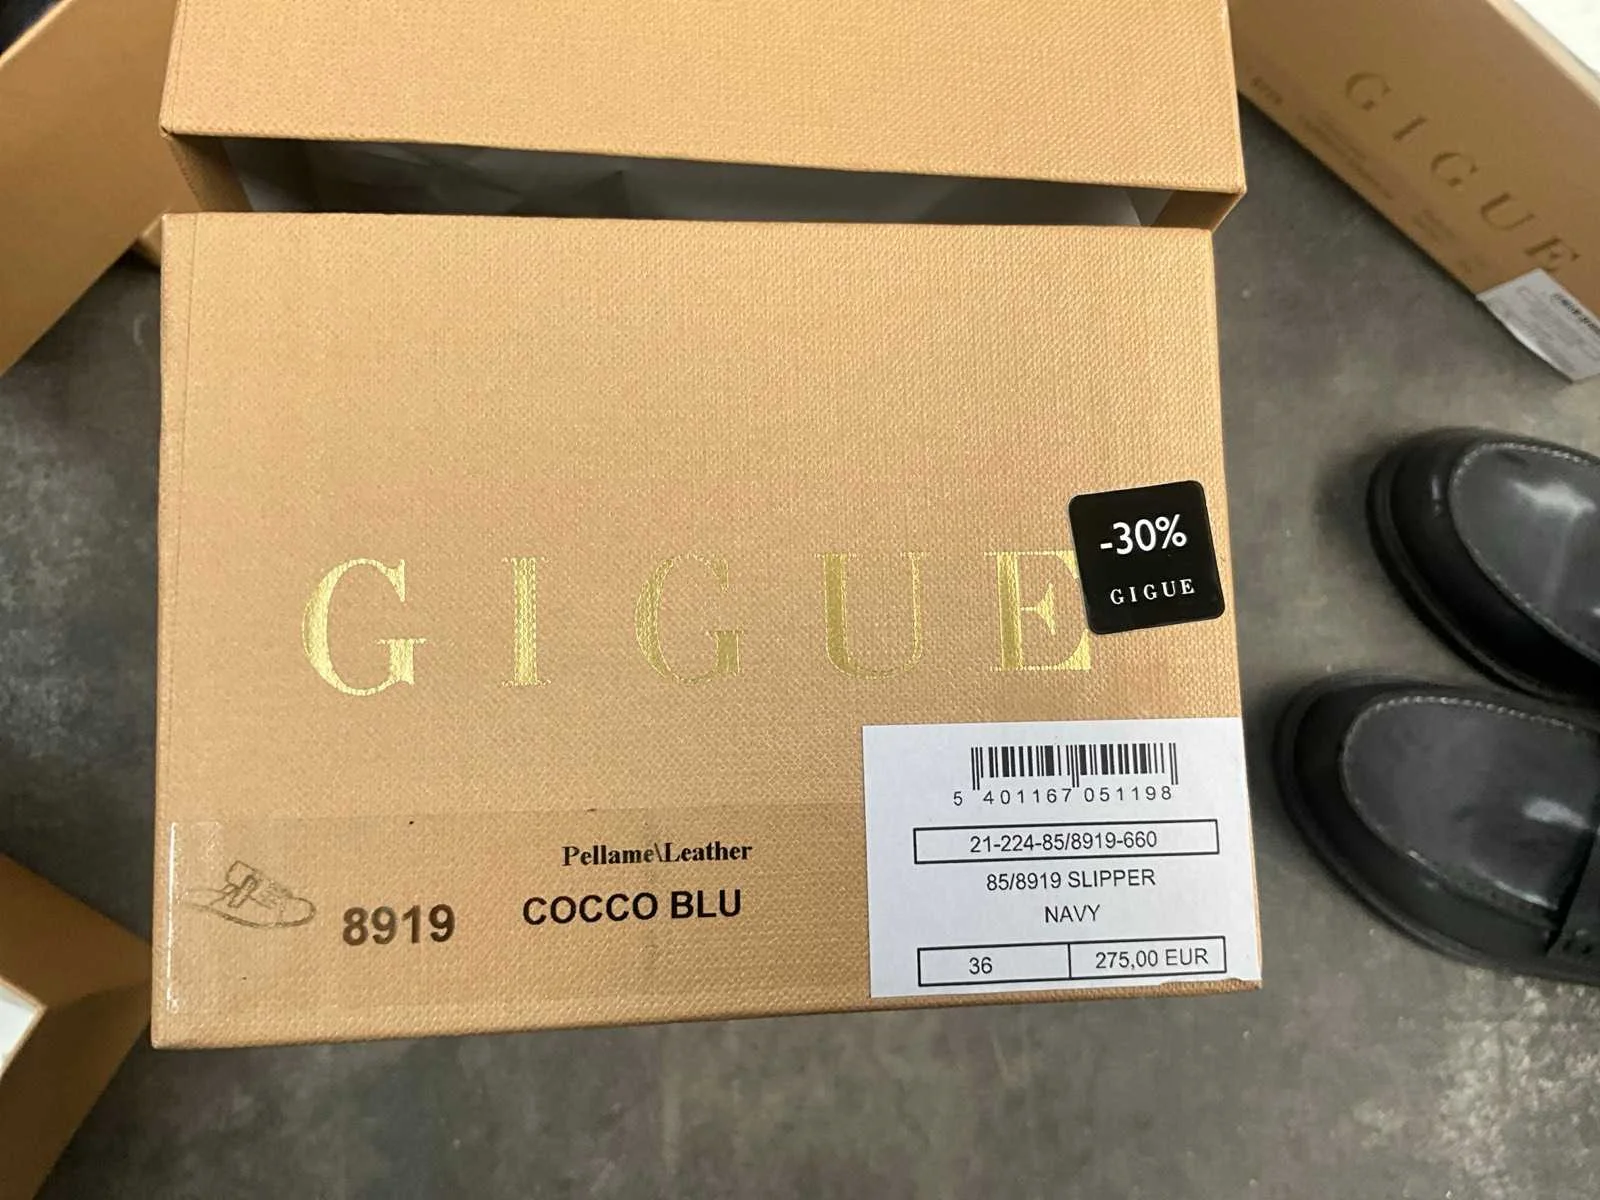 GIGUE
GIGUE
-30%
GIGUE
5 401167 051198
21-224-85/8919-660
85/8919 SLIPPER
NAVY
36 275,00 EUR
Pellame\Leather
8919 COCCO BLU